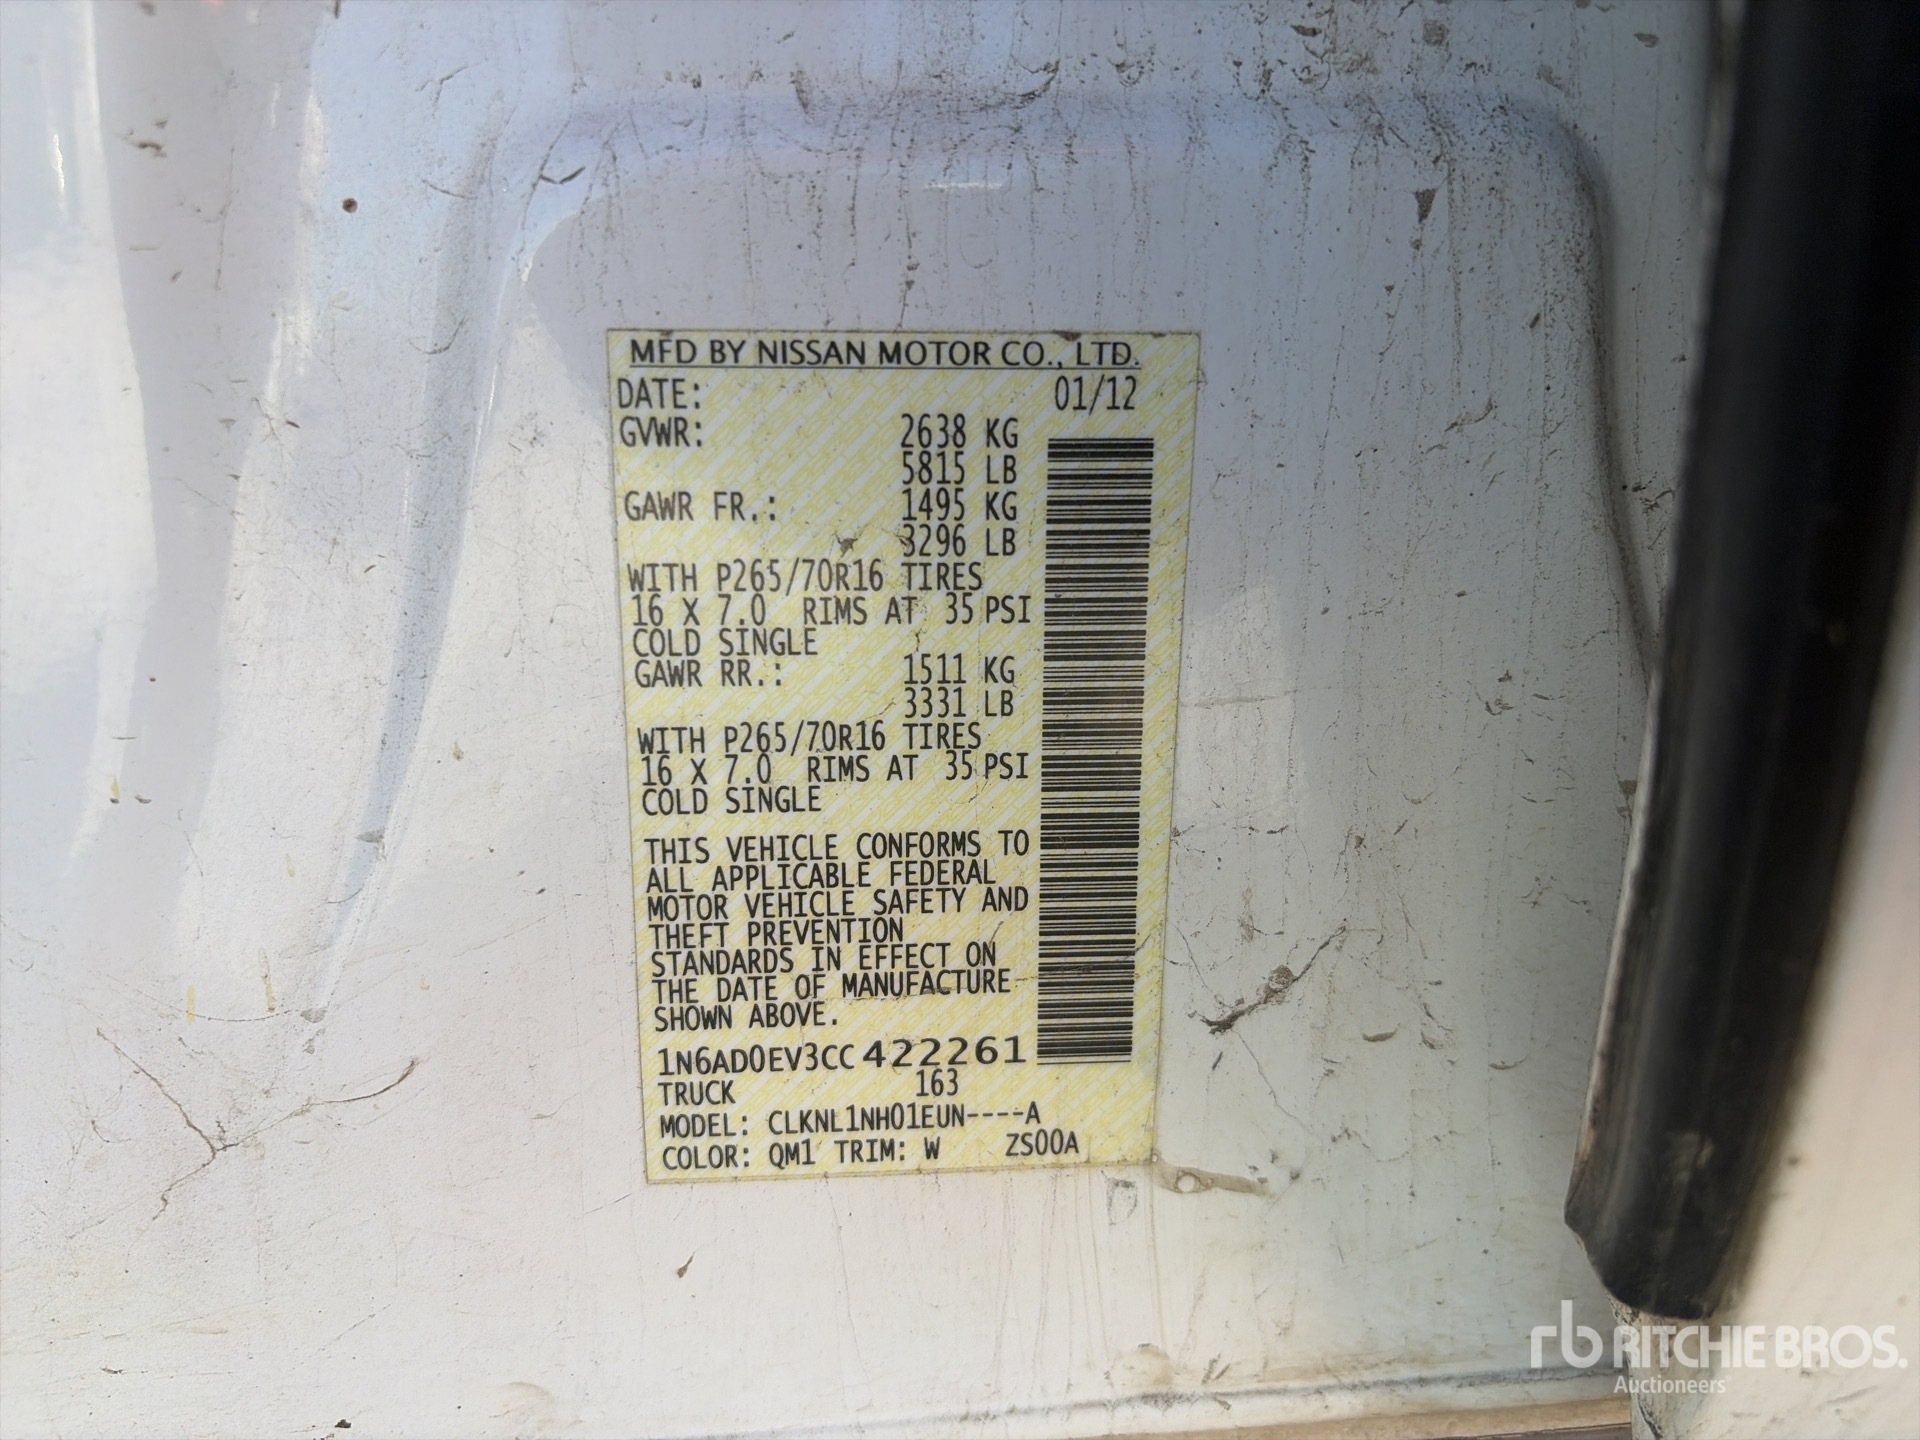 MFD BY NISSAN MOTOR CO., LTD.
DATE: 01/12
GVWR: 2638 KG
5815 LB
GAWR FR.: 1495 KG
3296 LB
WITH P265/70R16 TIRES
16 X 7.0 RIMS AT 35 PSI
COLD SINGLE
GAWR RR.: 1511 KG
3331 LB
WITH P265/70R16 TIRES
16 X 7.0 RIMS AT 35 PSI
COLD SINGLE
THIS VEHICLE CONFORMS TO
ALL APPLICABLE FEDERAL
MOTOR VEHICLE SAFETY AND
THEFT PREVENTION
STANDARDS IN EFFECT ON
THE DATE OF MANUFACTURE
SHOWN ABOVE.
1N6AD0EV3CC422261
TRUCK 163
MODEL: CLKNL1NH01EUN----A
COLOR: QM1 TRIM: W ZS00A
rb RITCHIE BROS.
Auctioneers